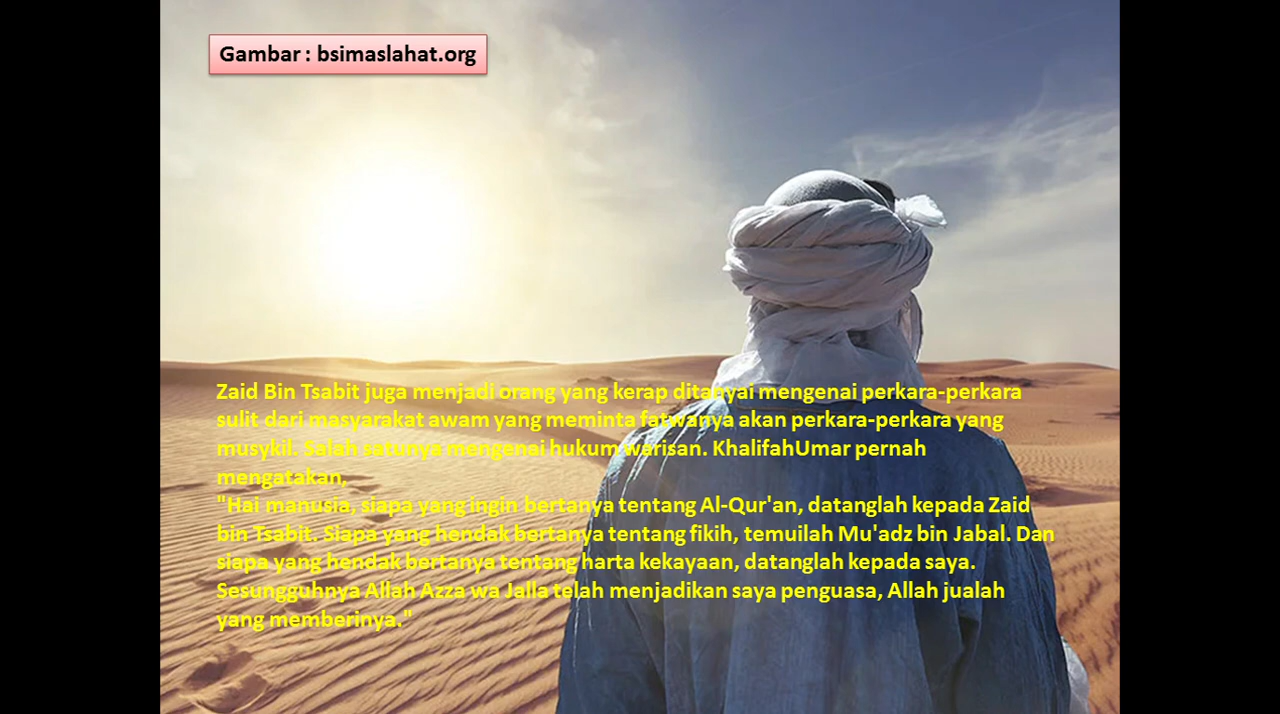 Gambar : bsimaslahat.org
Zaid Bin Tsabit juga menjadi orang yang kerap ditanyai mengenai perkara-perkara
sulit dari masyarakat awam yang meminta fatwanya akan perkara-perkara yang
musykil. Salah satunya mengenai hukum warisan. KhalifahUmar pernah
mengatakan,
"Hai manusia, siapa yang ingin bertanya tentang Al-Qur'an, datanglah kepada Zaid
bin Tsabit. Siapa yang hendak bertanya tentang fikih, temuilah Mu'adz bin Jabal. Dan
siapa yang hendak bertanya tentang harta kekayaan, datanglah kepada saya.
Sesungguhnya Allah Azza wa Jalla telah menjadikan saya penguasa, Allah jualah
yang memberinya."